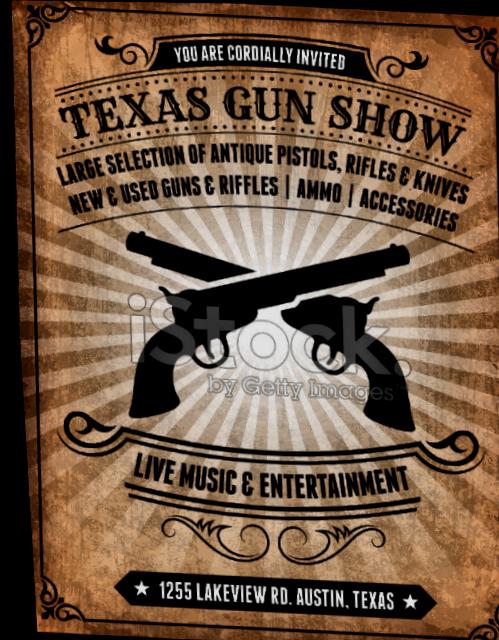 YOU ARE CORDIALLY INVITED
TEXAS GUN SHOW
LARGE SELECTION OF ANTIQUE PISTOLS, RIFLES & KNIVES
NEW & USED GUNS & RIFFLES | AMMO | ACCESSORIES
iStock.
by Getty Images™
LIVE MUSIC & ENTERTAINMENT
★ 1255 LAKEVIEW RD. AUSTIN, TEXAS ★